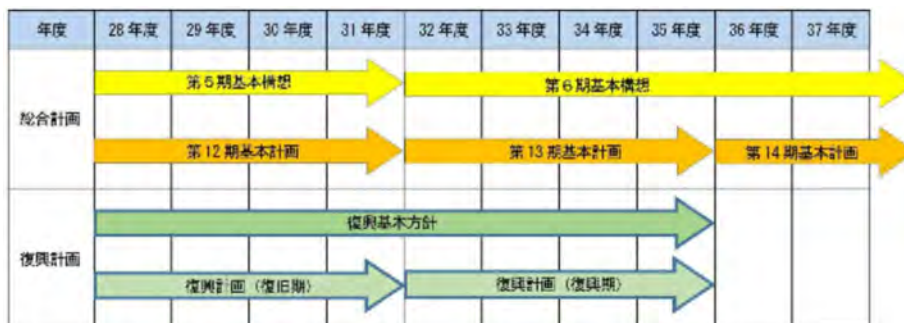 年度 28年度 29年度 30年度 31年度 32年度 33年度 34年度 35年度 36年度 37年度
総合計画
第5期基本構想 第6期基本構想
第12期基本計画 第13期基本計画 第14期基本計画
復興計画
復興基本方針
復興計画（復旧期） 復興計画（復興期）